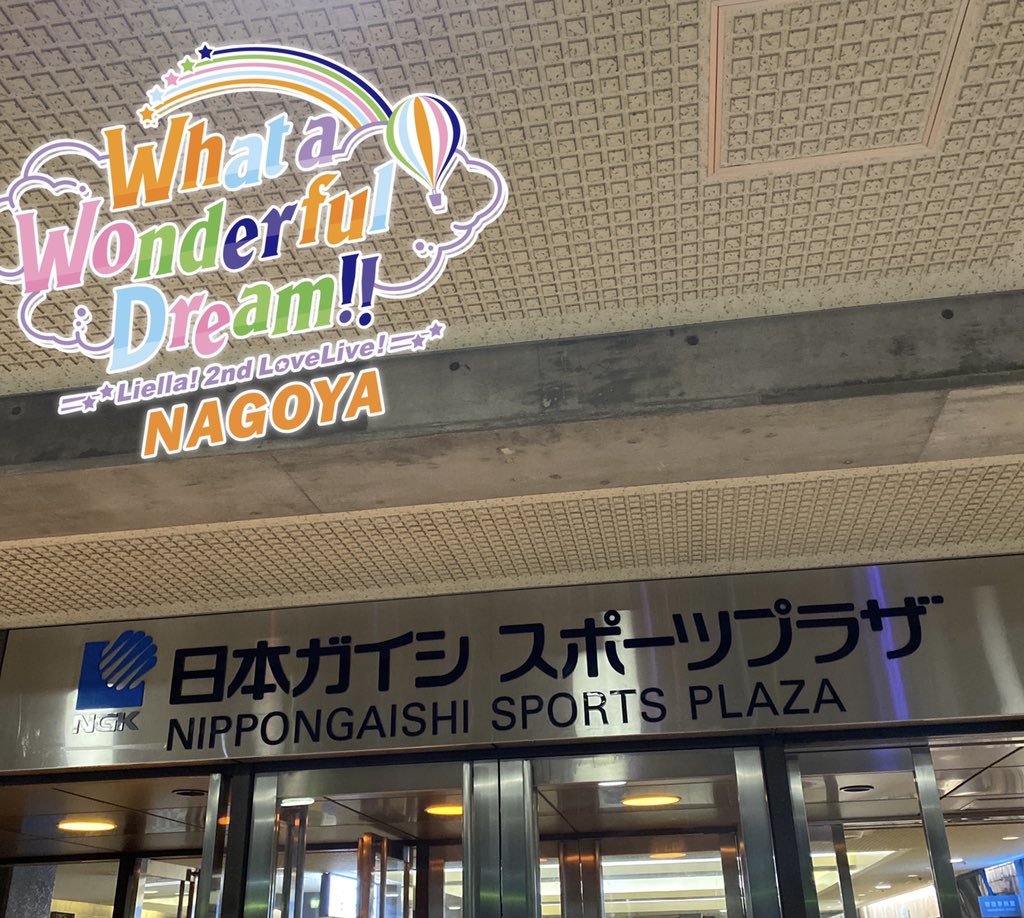 What a
Wonderful
Dream!!
Liella! 2nd LoveLive!
NAGOYA
日本ガイシ スポーツプラザ
NGK
NIPPONGAISHI SPORTS PLAZA